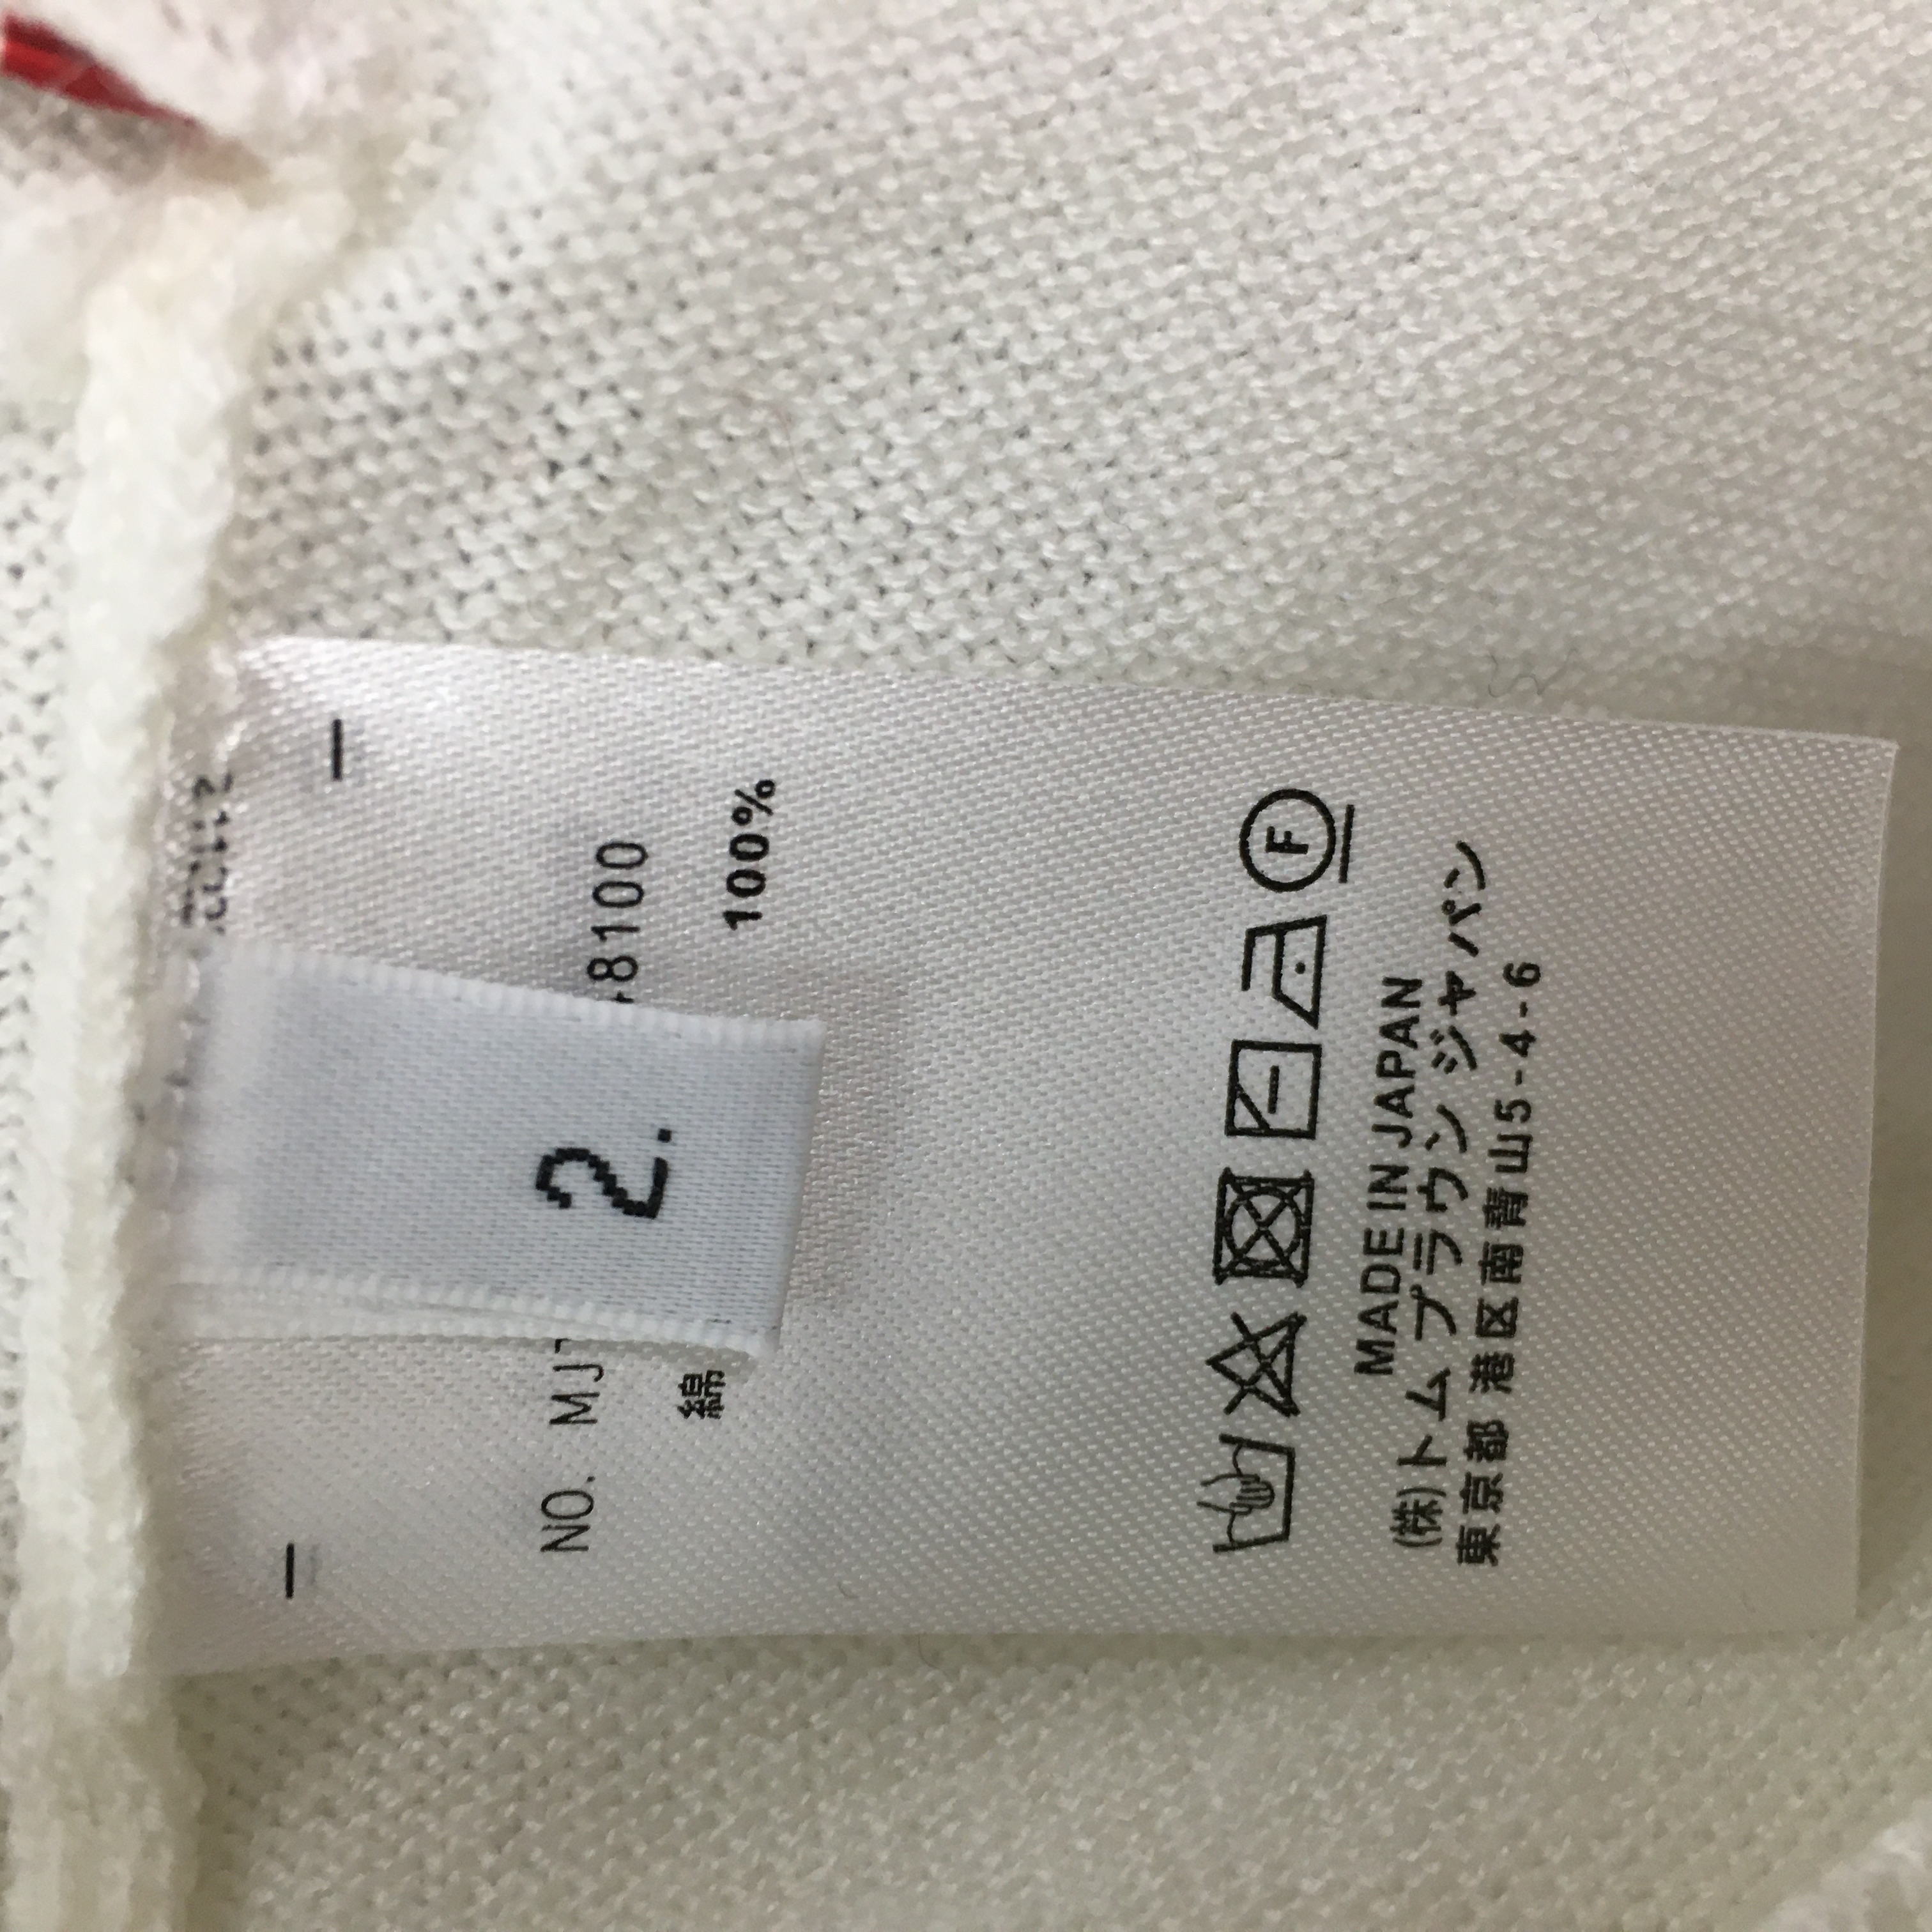 2.
NO. MJ
8100
綿 100%
F
MADE IN JAPAN
(株)トム ブラウン ジャパン
東京都 港区南青山5-4-6